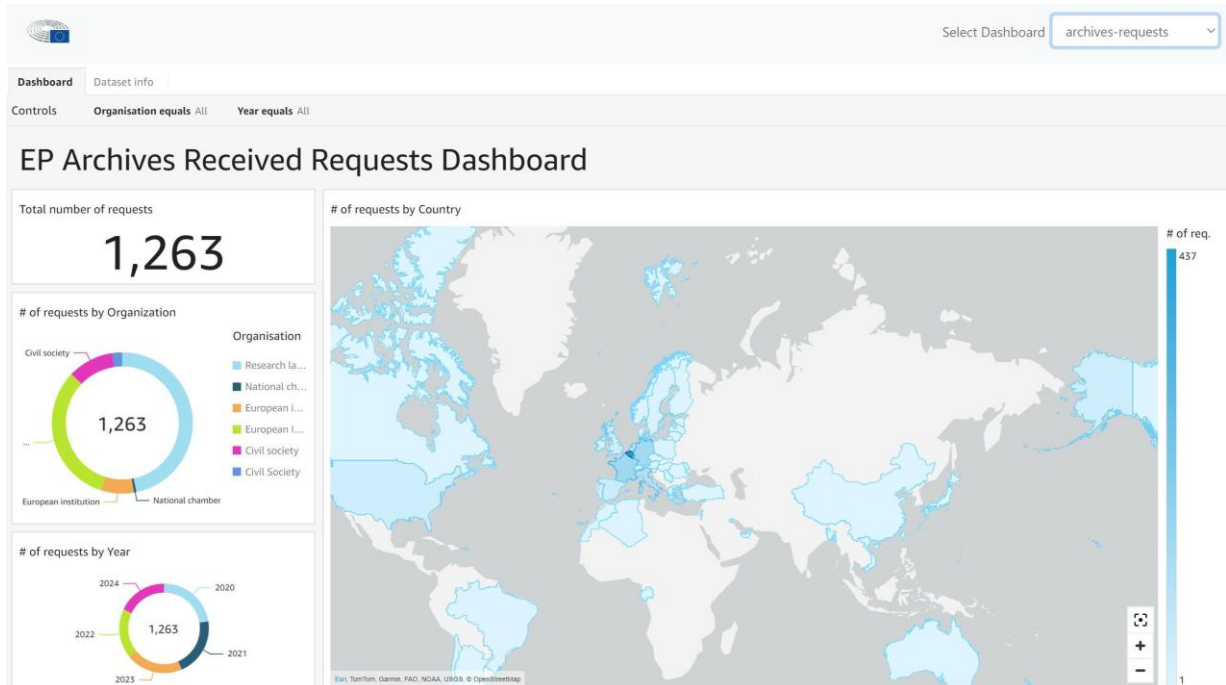 Select Dashboard archives-requests
Dashboard Dataset info
Controls Organisation equals All Year equals All
EP Archives Received Requests Dashboard
Total number of requests
1,263
# of requests by Organization
Organisation
Civil society
Research la...
National ch...
European i...
European I...
Civil society
Civil Society
1,263
...
European institution
National chamber
# of requests by Year
2024
2020
2022
1,263
2021
2023
# of requests by Country
# of req.
437
1
Esri, TomTom, Garmin, FAO, NOAA, USGS, © OpenStreetMap